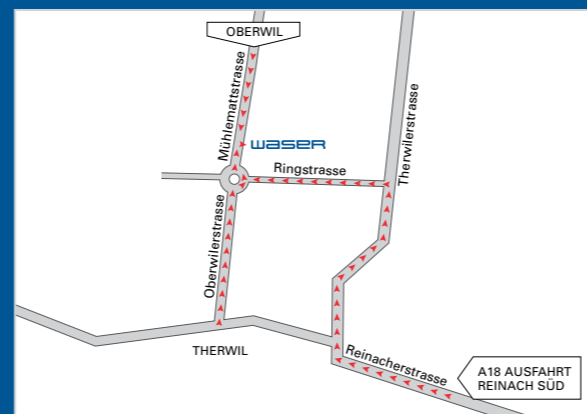 OBERWIL
Mühlemattstrasse
waser
Ringstrasse
Therwilerstrasse
Oberwilerstrasse
THERWIL
Reinacherstrasse
A18 AUSFAHRT
REINACH SÜD